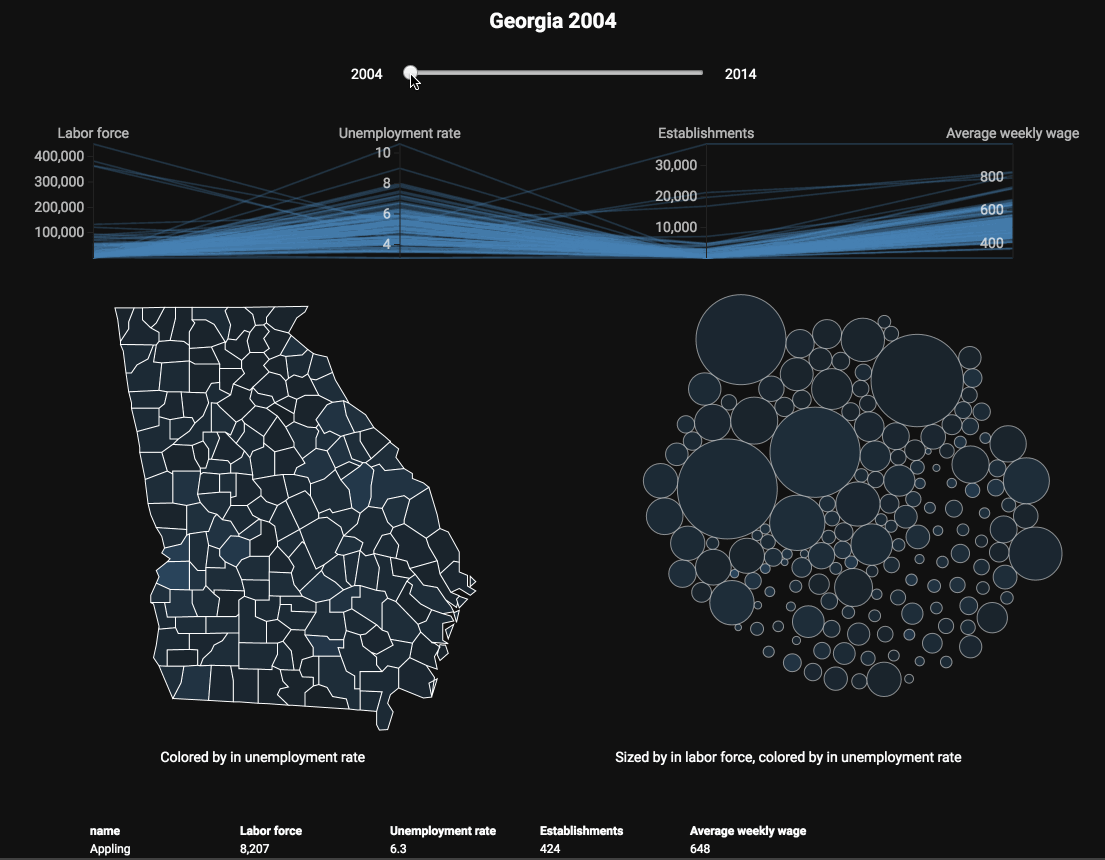 Georgia 2004
2004 2014
Labor force Unemployment rate Establishments Average weekly wage
400,000
300,000
200,000
100,000
10
8
6
4
30,000
20,000
10,000
800
600
400
Colored by in unemployment rate
Sized by in labor force, colored by in unemployment rate
name Labor force Unemployment rate Establishments Average weekly wage
Appling 8,207 6.3 424 648